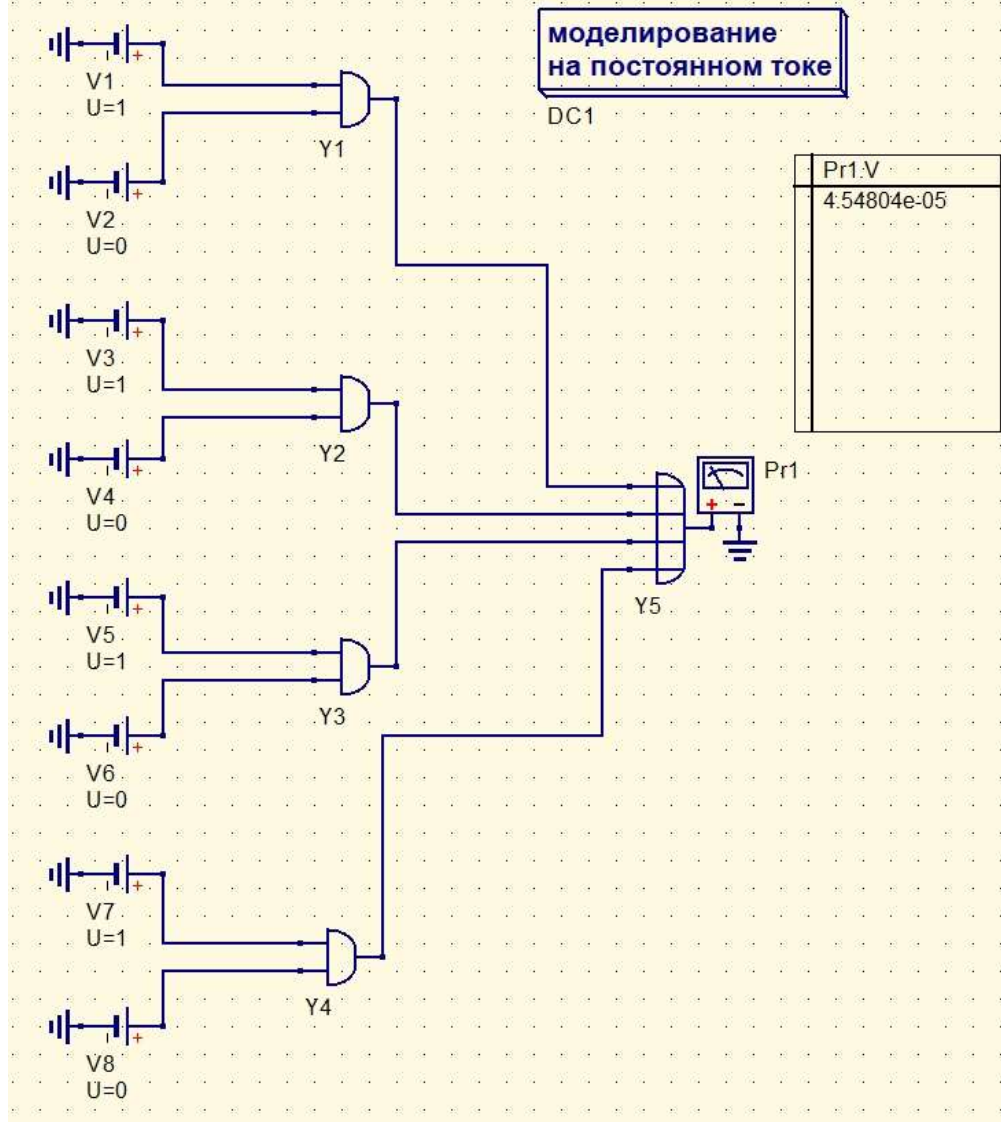 моделирование
на постоянном токе
DC1
V1
U=1
Y1
V2
U=0
Pr1.V
4.54804e-05
V3
U=1
Y2
V4
U=0
Pr1
V5
U=1
Y5
Y3
V6
U=0
V7
U=1
Y4
V8
U=0